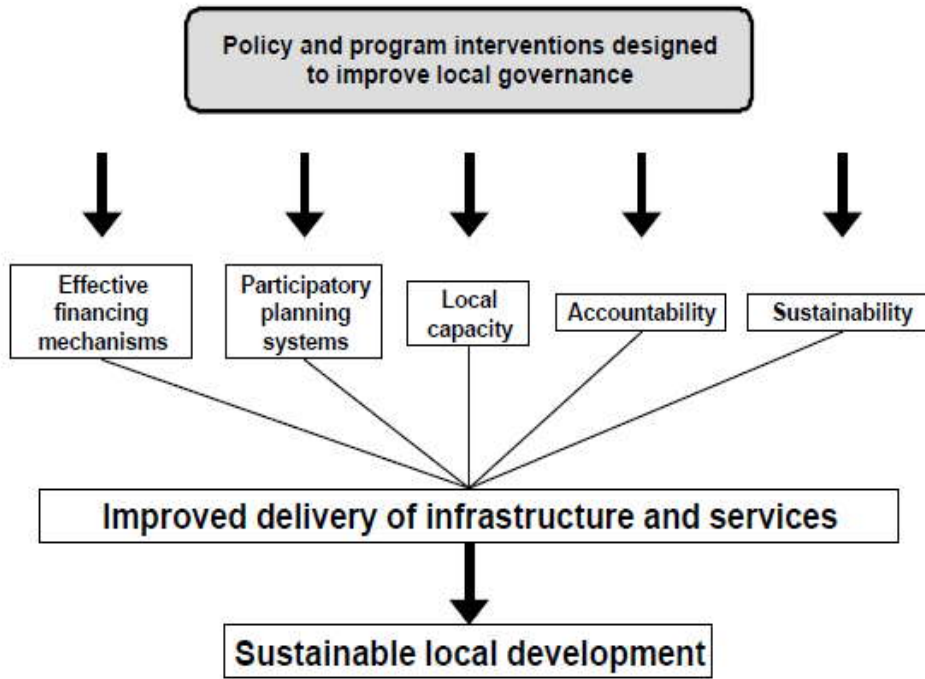 Policy and program interventions designed
to improve local governance
Effective
financing
mechanisms
Participatory
planning
systems
Local
capacity
Accountability
Sustainability
Improved delivery of infrastructure and services
Sustainable local development